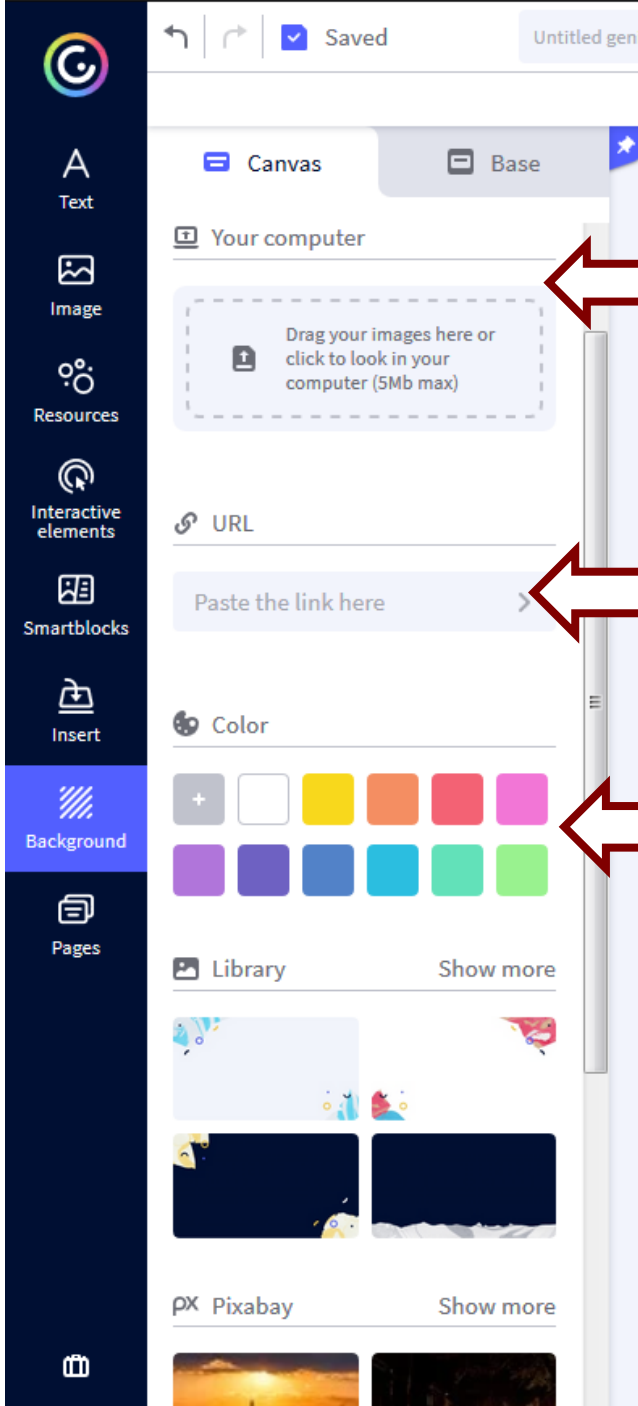 Saved
Untitled gen
Canvas
Base
Text
Your computer
Image
Drag your images here or
click to look in your
computer (5Mb max)
Resources
Interactive
elements
URL
Paste the link here
Smartblocks
Insert
Color
Background
Pages
Library
Show more
px Pixabay
Show more